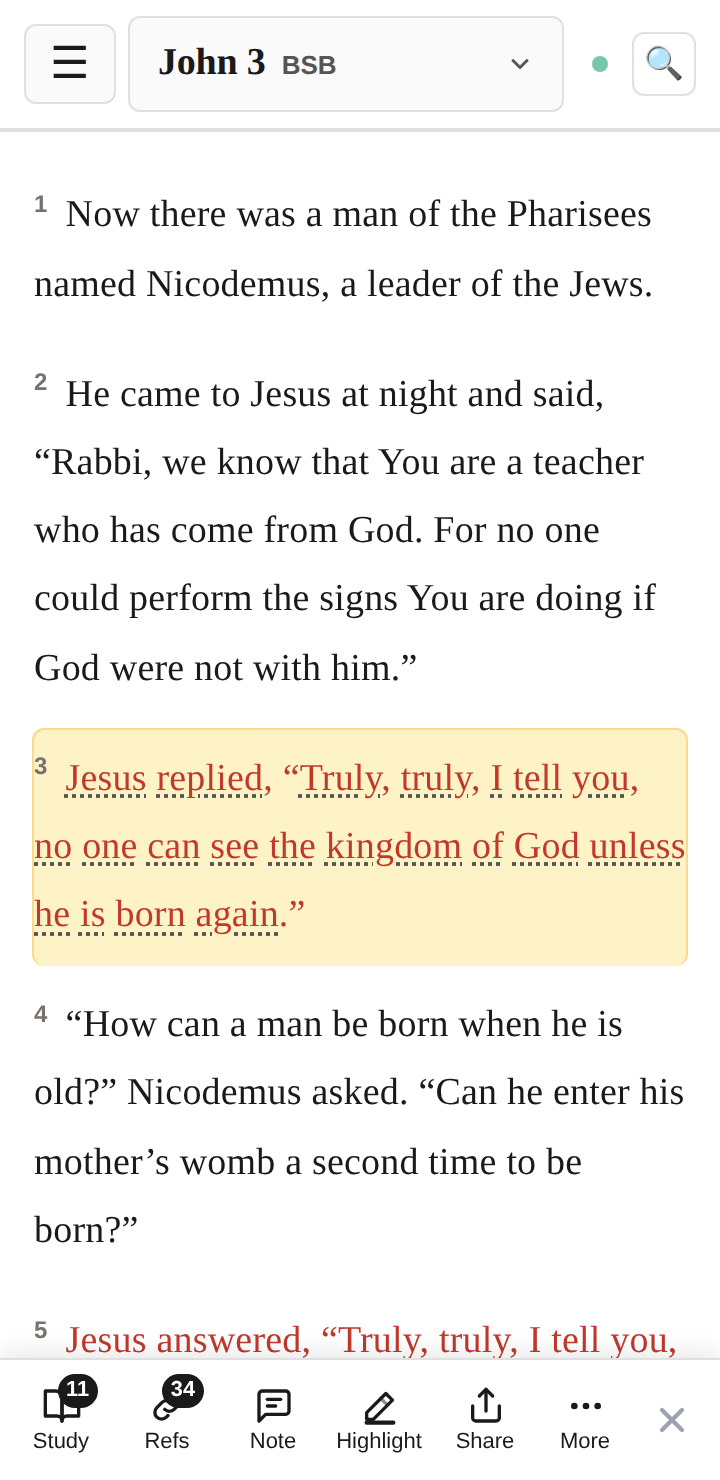 ☰ John 3 BSB 🔍
1 Now there was a man of the Pharisees
named Nicodemus, a leader of the Jews.
2 He came to Jesus at night and said,
“Rabbi, we know that You are a teacher
who has come from God. For no one
could perform the signs You are doing if
God were not with him.”
3 Jesus replied, “Truly, truly, I tell you,
no one can see the kingdom of God unless
he is born again.”
4 “How can a man be born when he is
old?” Nicodemus asked. “Can he enter his
mother’s womb a second time to be
born?”
5 Jesus answered, “Truly, truly, I tell you,
11 34
Study Refs Note Highlight Share More